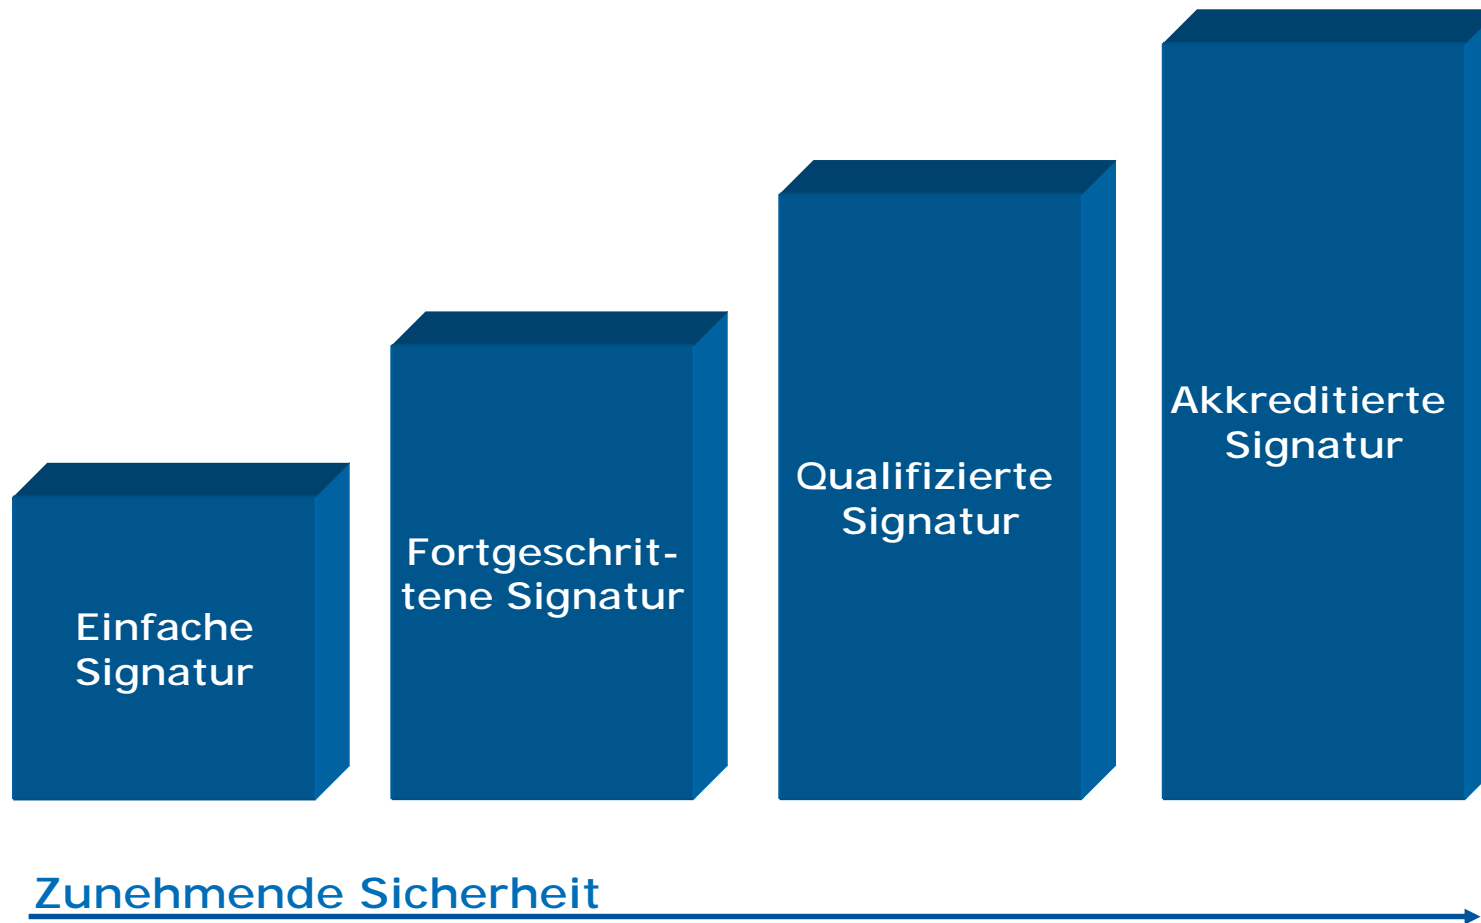 Einfache
Signatur
Fortgeschrit-
tene Signatur
Qualifizierte
Signatur
Akkreditierte
Signatur
Zunehmende Sicherheit